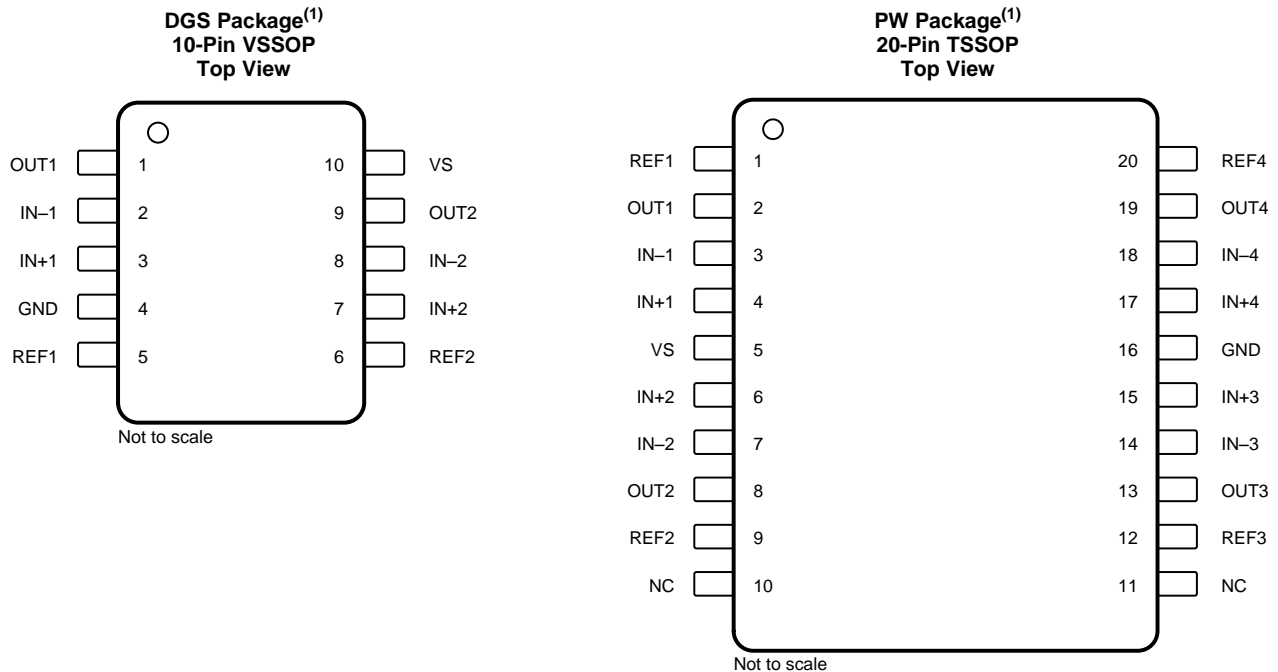 DGS Package(1)
10-Pin VSSOP
Top View
OUT1 1 10 VS
IN–1 2 9 OUT2
IN+1 3 8 IN–2
GND 4 7 IN+2
REF1 5 6 REF2
Not to scale
PW Package(1)
20-Pin TSSOP
Top View
REF1 1 20 REF4
OUT1 2 19 OUT4
IN–1 3 18 IN–4
IN+1 4 17 IN+4
VS 5 16 GND
IN+2 6 15 IN+3
IN–2 7 14 IN–3
OUT2 8 13 OUT3
REF2 9 12 REF3
NC 10 11 NC
Not to scale